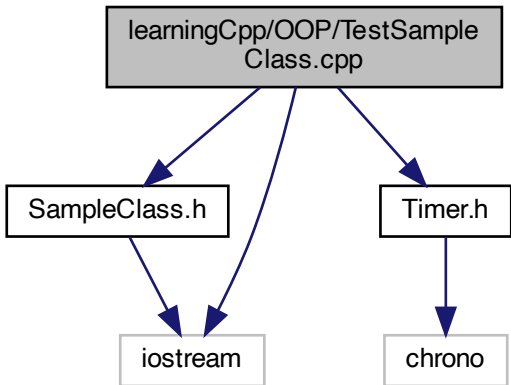 learningCpp/OOP/TestSample
Class.cpp
SampleClass.h
Timer.h
iostream
chrono